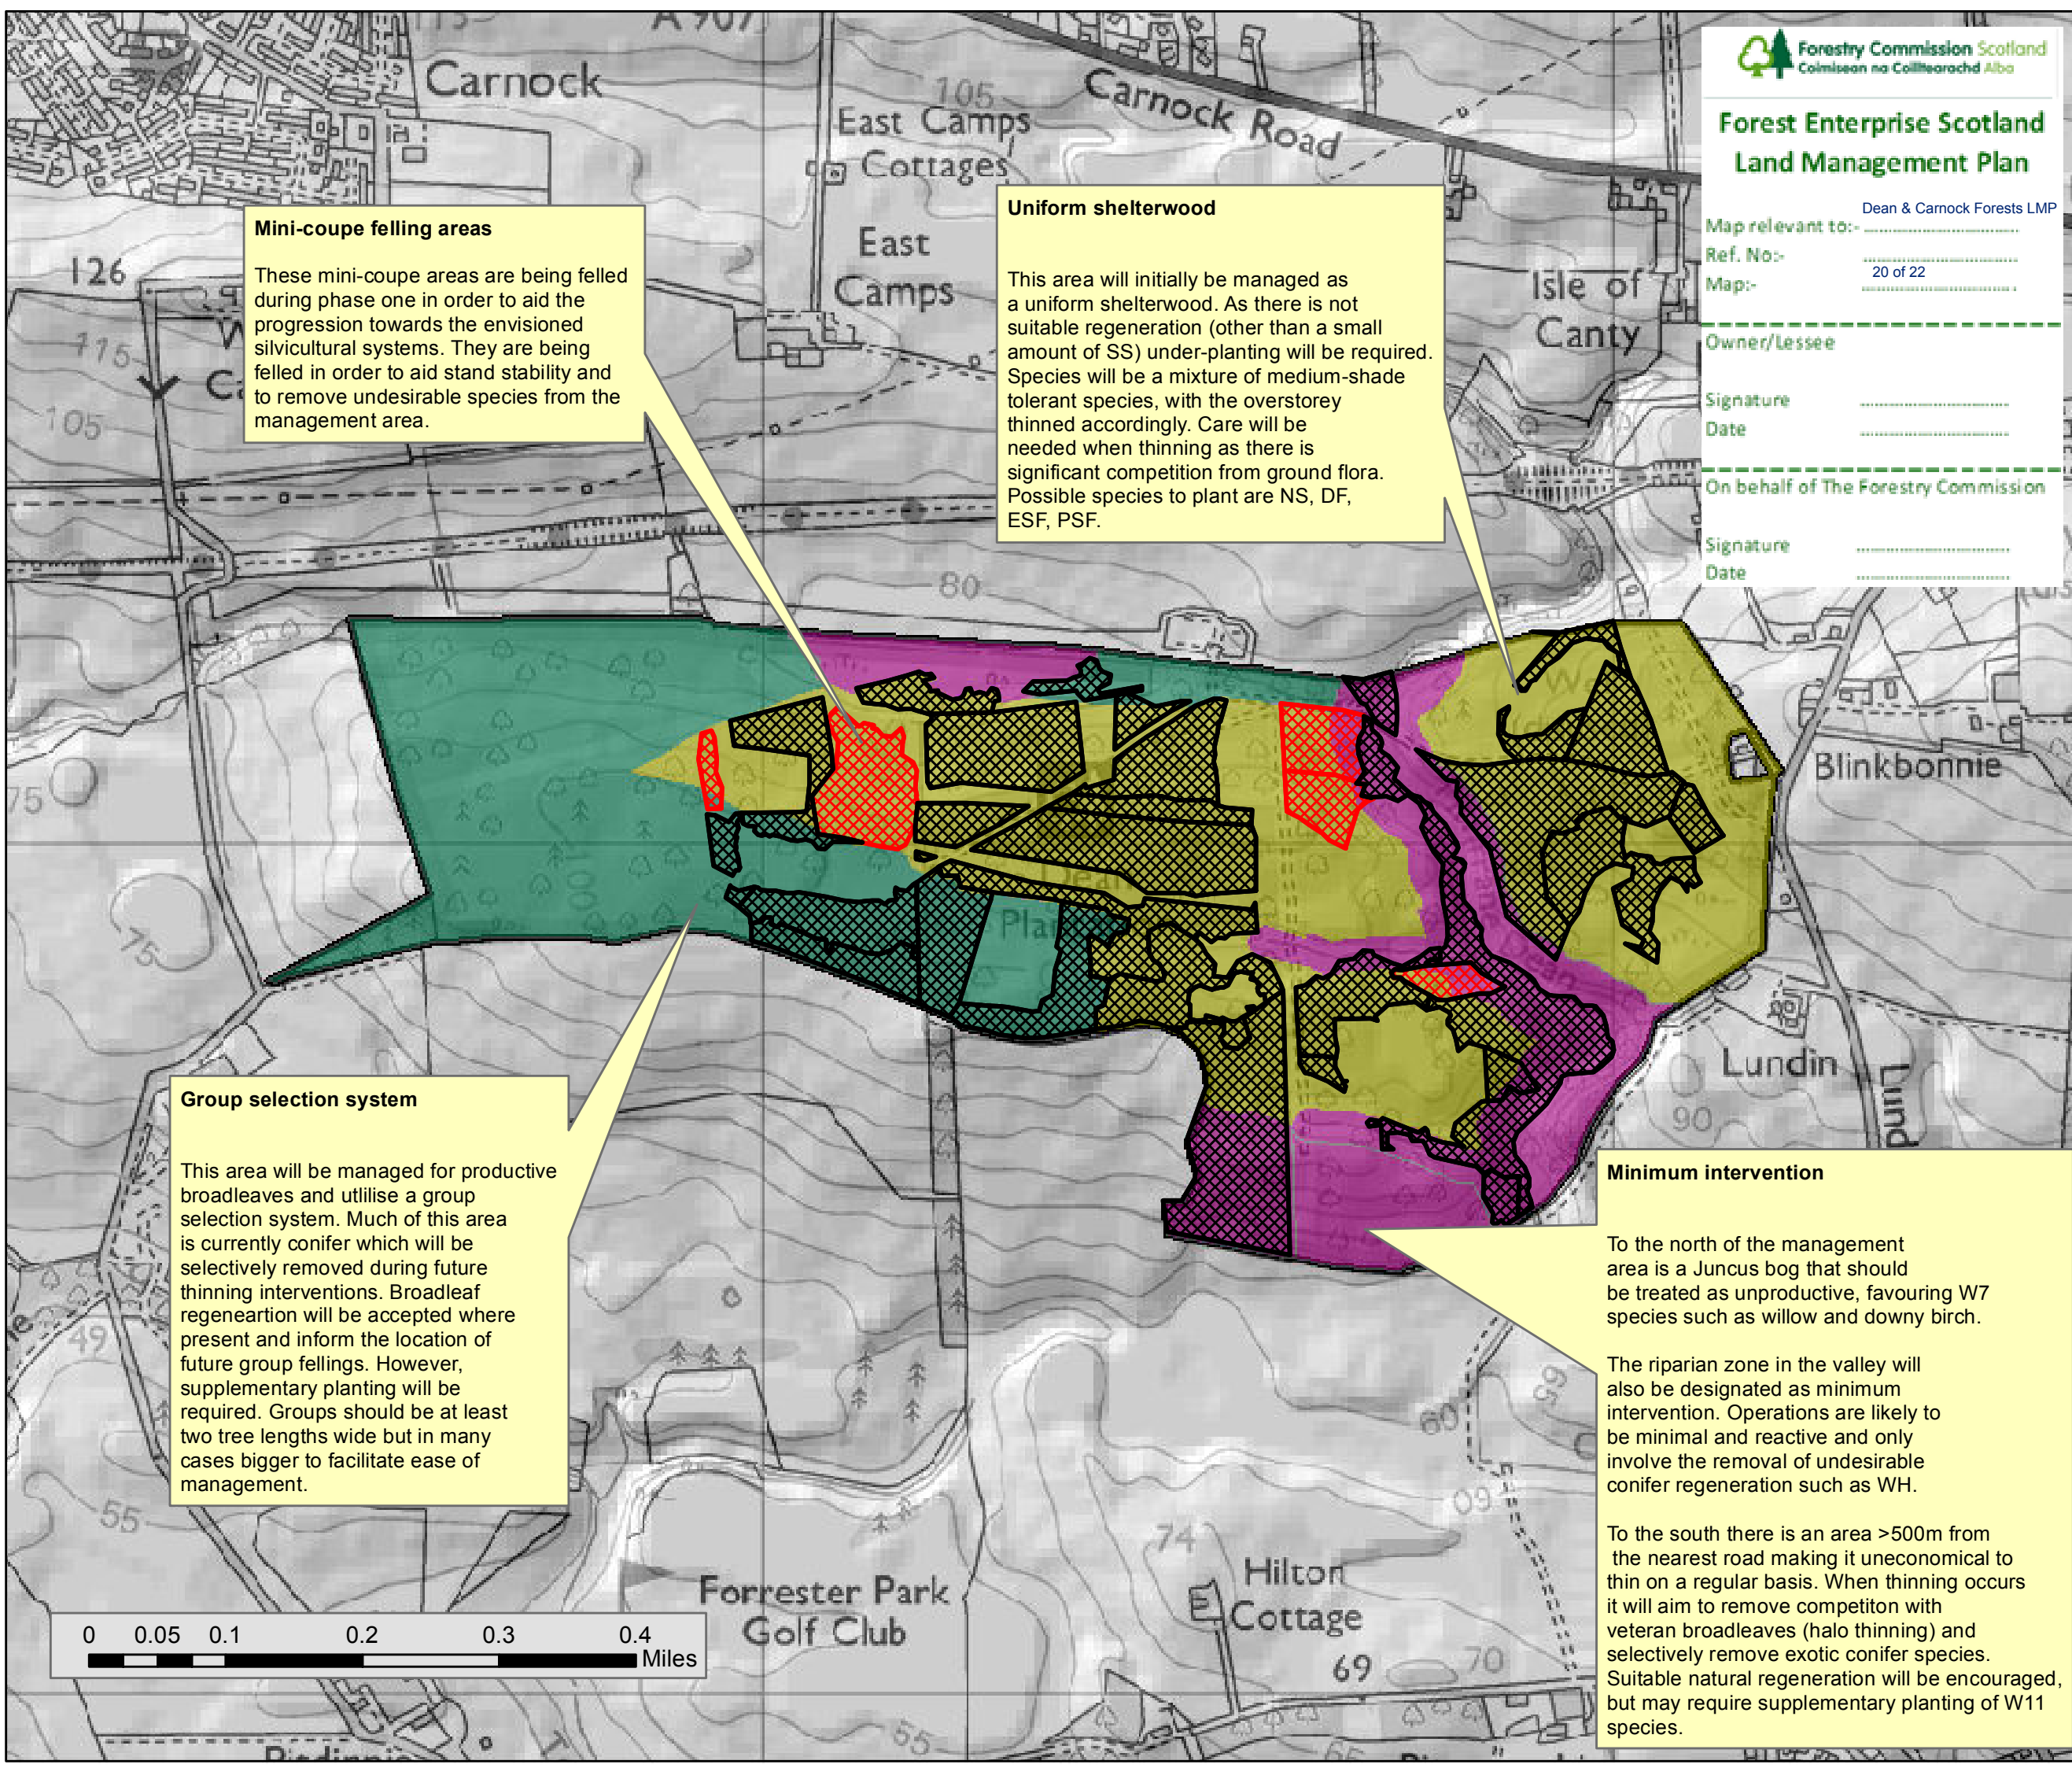 A 907
Carnock
105
East Camps
Cottages
Carnock Road
Forestry Commission Scotland
Coimisean na Coilltearachd Alba
Forest Enterprise Scotland
Land Management Plan
Dean & Carnock Forests LMP
Map relevant to:-
Ref. No:-
20 of 22
Map:-
Owner/Lessee
Signature
Date
On behalf of The Forestry Commission
Signature
Date
Mini-coupe felling areas
These mini-coupe areas are being felled
during phase one in order to aid the
progression towards the envisioned
silvicultural systems. They are being
felled in order to aid stand stability and
to remove undesirable species from the
management area.
Uniform shelterwood
This area will initially be managed as
a uniform shelterwood. As there is not
suitable regeneration (other than a small
amount of SS) under-planting will be required.
Species will be a mixture of medium-shade
tolerant species, with the overstorey
thinned accordingly. Care will be
needed when thinning as there is
significant competition from ground flora.
Possible species to plant are NS, DF,
ESF, PSF.
126
115
105
East
Camps
Isle of
Canty
80
75
75
100
Dean
Blinkbonnie
Lundin
Lund
90
Group selection system
This area will be managed for productive
broadleaves and utlilise a group
selection system. Much of this area
is currently conifer which will be
selectively removed during future
thinning interventions. Broadleaf
regeneartion will be accepted where
present and inform the location of
future group fellings. However,
supplementary planting will be
required. Groups should be at least
two tree lengths wide but in many
cases bigger to facilitate ease of
management.
Minimum intervention
To the north of the management
area is a Juncus bog that should
be treated as unproductive, favouring W7
species such as willow and downy birch.
The riparian zone in the valley will
also be designated as minimum
intervention. Operations are likely to
be minimal and reactive and only
involve the removal of undesirable
conifer regeneration such as WH.
To the south there is an area >500m from
the nearest road making it uneconomical to
thin on a regular basis. When thinning occurs
it will aim to remove competiton with
veteran broadleaves (halo thinning) and
selectively remove exotic conifer species.
Suitable natural regeneration will be encouraged,
but may require supplementary planting of W11
species.
49
55
60
65
60
74
Hilton
Cottage
69
70
Forrester Park
Golf Club
55
0 0.05 0.1 0.2 0.3 0.4
Miles